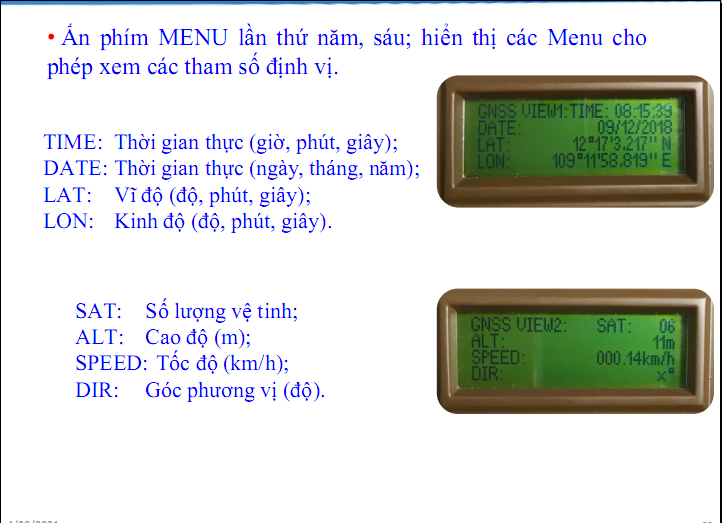 • Ấn phím MENU lần thứ năm, sáu; hiển thị các Menu cho
phép xem các tham số định vị.
GNSS VIEW1:TIME: 08:15:39
DATE: 09/12/2018
LAT: 12°17'3.217" N
LON: 109°11'58.819" E
TIME: Thời gian thực (giờ, phút, giây);
DATE: Thời gian thực (ngày, tháng, năm);
LAT: Vĩ độ (độ, phút, giây);
LON: Kinh độ (độ, phút, giây).
SAT: Số lượng vệ tinh;
ALT: Cao độ (m);
SPEED: Tốc độ (km/h);
DIR: Góc phương vị (độ).
GNSS VIEW2: SAT: 06
ALT: 11m
SPEED: 000.14km/h
DIR: x°